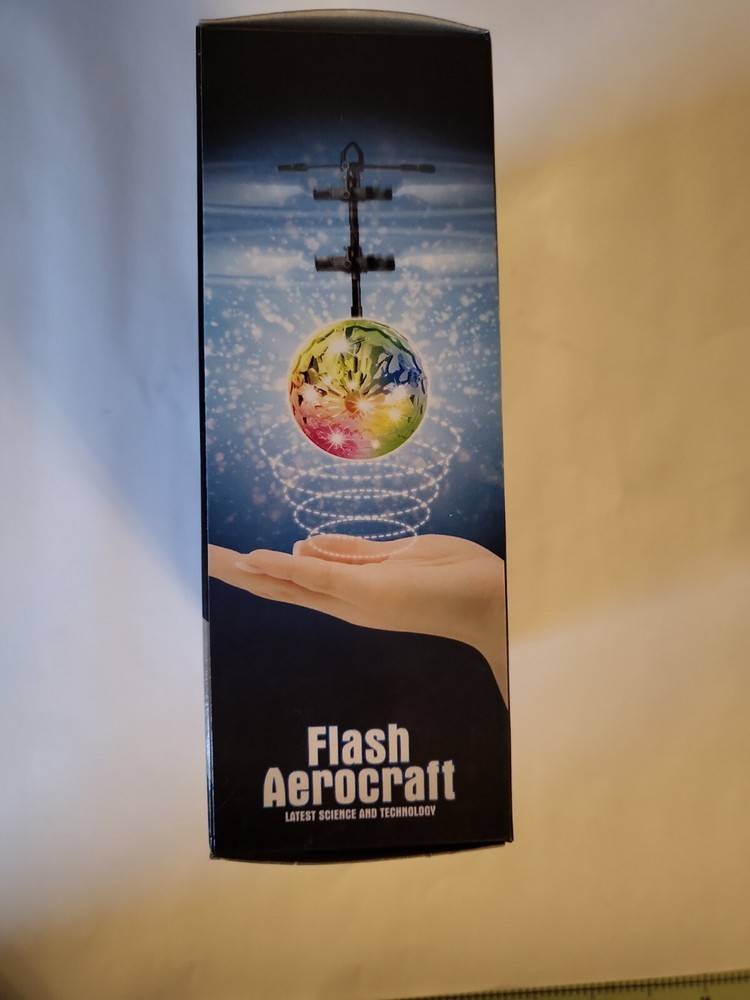 Flash
Aerocraft
LATEST SCIENCE AND TECHNOLOGY